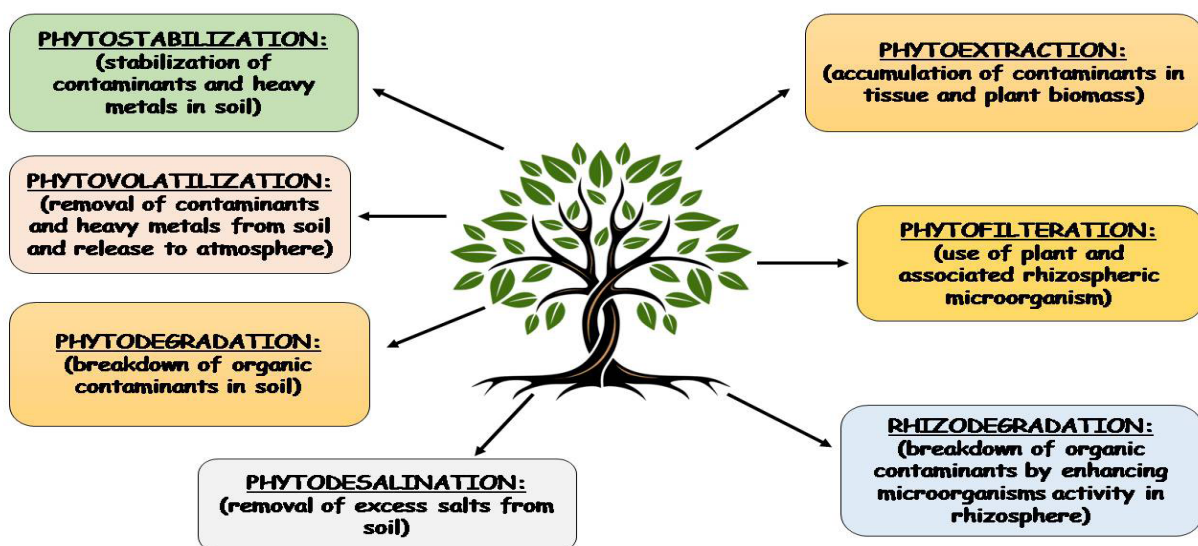 PHYTOSTABILIZATION:
(stabilization of
contaminants and heavy
metals in soil)
PHYTOEXTRACTION:
(accumulation of contaminants in
tissue and plant biomass)
PHYTOVOLATILIZATION:
(removal of contaminants
and heavy metals from soil
and release to atmosphere)
PHYTOFILTERATION:
(use of plant and
associated rhizospheric
microorganism)
PHYTODEGRADATION:
(breakdown of organic
contaminants in soil)
RHIZODEGRADATION:
(breakdown of organic
contaminants by enhancing
microorganisms activity in
rhizosphere)
PHYTODESALINATION:
(removal of excess salts from
soil)